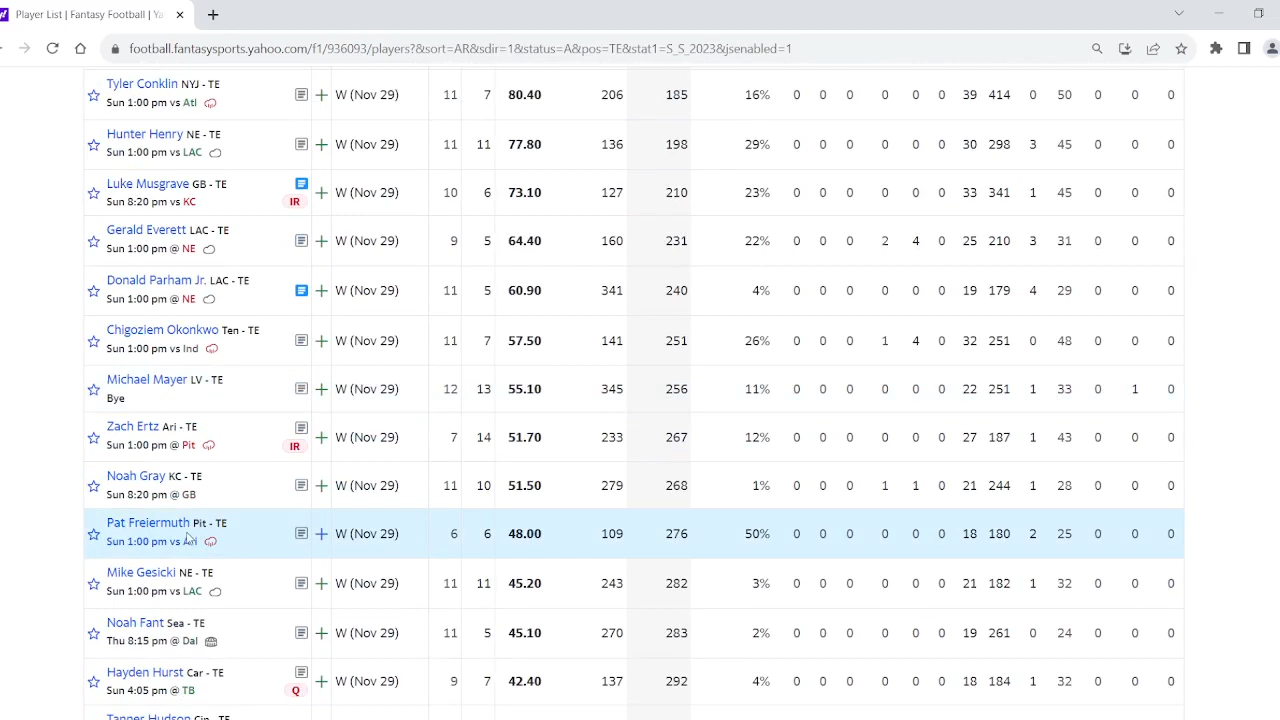 Player List | Fantasy Football | Ya
football.fantasysports.yahoo.com/f1/936093/players?&sort=AR&sdir=1&status=A&pos=TE&stat1=S_S_2023&jsenabled=1
Tyler Conklin NYJ - TE
Sun 1:00 pm vs Atl
W (Nov 29) 11 7 80.40 206 185 16% 0 0 0 0 0 0 39 414 0 50 0 0 0
Hunter Henry NE - TE
Sun 1:00 pm vs LAC
W (Nov 29) 11 11 77.80 136 198 29% 0 0 0 0 0 0 30 298 3 45 0 0 0
Luke Musgrave GB - TE
Sun 8:20 pm vs KC
IR
W (Nov 29) 10 6 73.10 127 210 23% 0 0 0 0 0 0 33 341 1 45 0 0 0
Gerald Everett LAC - TE
Sun 1:00 pm @ NE
W (Nov 29) 9 5 64.40 160 231 22% 0 0 0 2 4 0 25 210 3 31 0 0 0
Donald Parham Jr. LAC - TE
Sun 1:00 pm @ NE
W (Nov 29) 11 5 60.90 341 240 4% 0 0 0 0 0 0 19 179 4 29 0 0 0
Chigoziem Okonkwo Ten - TE
Sun 1:00 pm vs Ind
W (Nov 29) 11 7 57.50 141 251 26% 0 0 0 1 4 0 32 251 0 48 0 0 0
Michael Mayer LV - TE
Bye
W (Nov 29) 12 13 55.10 345 256 11% 0 0 0 0 0 0 22 251 1 33 0 1 0
Zach Ertz Ari - TE
Sun 1:00 pm @ Pit
IR
W (Nov 29) 7 14 51.70 233 267 12% 0 0 0 0 0 0 27 187 1 43 0 0 0
Noah Gray KC - TE
Sun 8:20 pm @ GB
W (Nov 29) 11 10 51.50 279 268 1% 0 0 0 1 1 0 21 244 1 28 0 0 0
Pat Freiermuth Pit - TE
Sun 1:00 pm vs
W (Nov 29) 6 6 48.00 109 276 50% 0 0 0 0 0 0 18 180 2 25 0 0 0
Mike Gesicki NE - TE
Sun 1:00 pm vs LAC
W (Nov 29) 11 11 45.20 243 282 3% 0 0 0 0 0 0 21 182 1 32 0 0 0
Noah Fant Sea - TE
Thu 8:15 pm @ Dal
W (Nov 29) 11 5 45.10 270 283 2% 0 0 0 0 0 0 19 261 0 24 0 0 0
Hayden Hurst Car - TE
Sun 4:05 pm @ TB
Q
W (Nov 29) 9 7 42.40 137 292 4% 0 0 0 0 0 0 18 184 1 32 0 0 0
Tanner Hudson Cin - TE